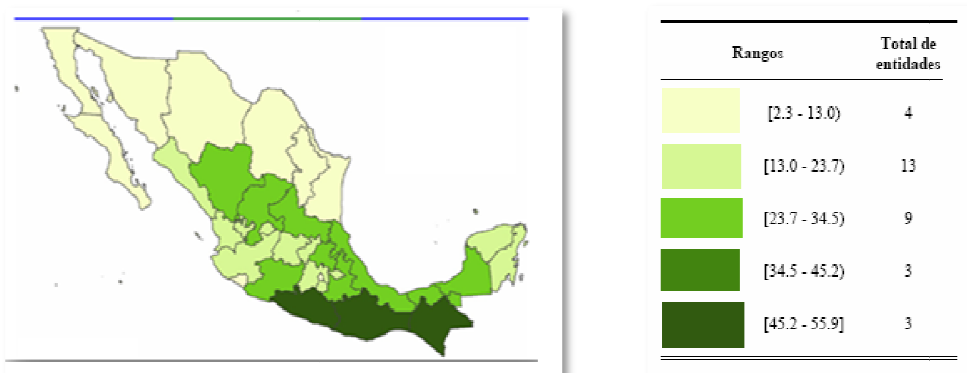 Rangos Total de entidades
[2.3 - 13.0) 4
[13.0 - 23.7) 13
[23.7 - 34.5) 9
[34.5 - 45.2) 3
[45.2 - 55.9] 3